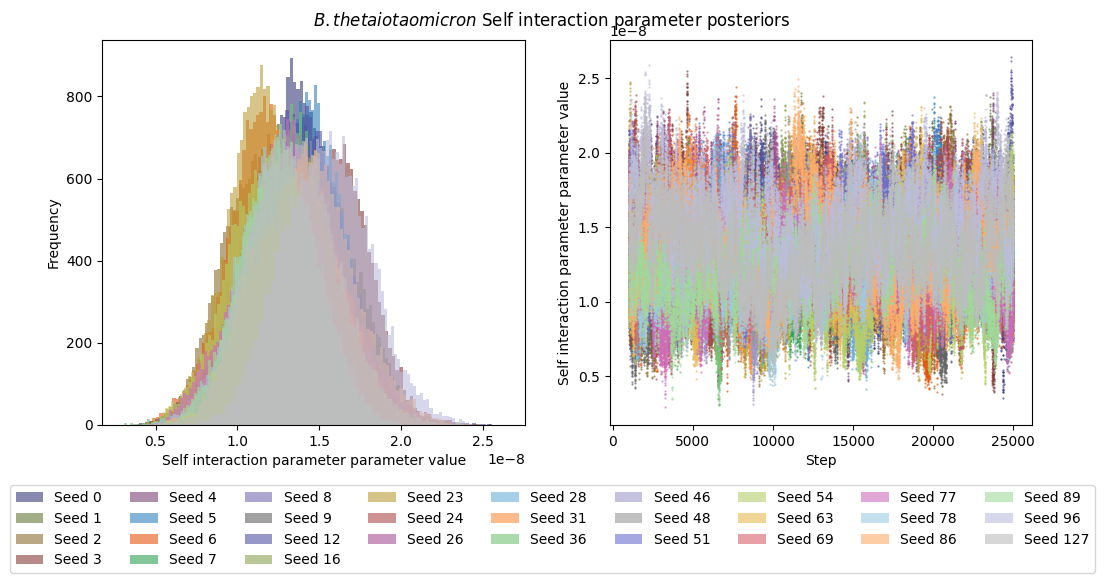 B.thetaiotaomicron Self interaction parameter posteriors
Frequency
800
600
400
200
0
0.5 1.0 1.5 2.0 2.5
1e−8
Self interaction parameter parameter value
1e−8
Self interaction parameter value
2.5
2.0
1.5
1.0
0.5
0 5000 10000 15000 20000 25000
Step
Seed 0 Seed 4 Seed 8 Seed 23 Seed 28 Seed 46 Seed 54 Seed 77 Seed 89
Seed 1 Seed 5 Seed 9 Seed 24 Seed 31 Seed 48 Seed 63 Seed 78 Seed 96
Seed 2 Seed 6 Seed 12 Seed 26 Seed 36 Seed 51 Seed 69 Seed 86 Seed 127
Seed 3 Seed 7 Seed 16